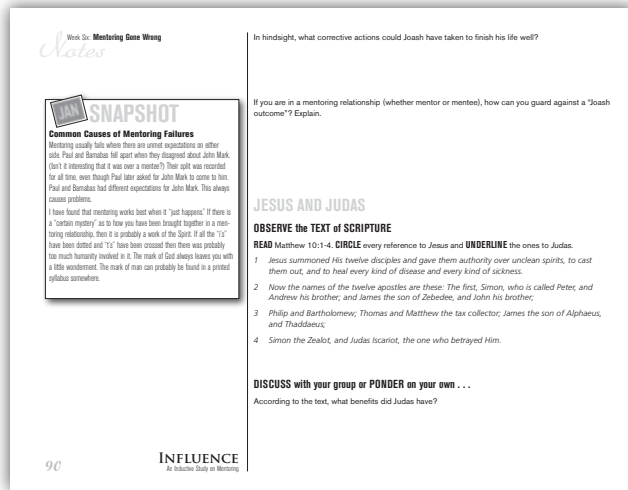 Week Six: Mentoring Gone Wrong
Notes
JAN
SNAPSHOT
Common Causes of Mentoring Failures
Mentoring usually fails where there are unmet expectations on either
side. Paul and Barnabas fell apart when they disagreed about John Mark.
(Isn't it interesting that it was over a mentee?) Their split was recorded
for all time, even though Paul later asked for John Mark to come to him.
Paul and Barnabas had different expectations for John Mark. This always
causes problems.
I have found that mentoring works best when it "just happens." If there is
a "certain mystery" as to how you have been brought together in a men-
toring relationship, then it is probably a work of the Spirit. If all the "i's"
have been dotted and "t's" have been crossed then there was probably
too much humanity involved in it. The mark of God always leaves you with
a little wonderment. The mark of man can probably be found in a printed
syllabus somewhere.
90
INFLUENCE
An Inductive Study on Mentoring
In hindsight, what corrective actions could Joash have taken to finish his life well?
If you are in a mentoring relationship (whether mentor or mentee), how can you guard against a "Joash
outcome"? Explain.
JESUS AND JUDAS
OBSERVE the TEXT of SCRIPTURE
READ Matthew 10:1-4. CIRCLE every reference to Jesus and UNDERLINE the ones to Judas.
1 Jesus summoned His twelve disciples and gave them authority over unclean spirits, to cast
them out, and to heal every kind of disease and every kind of sickness.
2 Now the names of the twelve apostles are these: The first, Simon, who is called Peter, and
Andrew his brother; and James the son of Zebedee, and John his brother;
3 Philip and Bartholomew; Thomas and Matthew the tax collector; James the son of Alphaeus,
and Thaddaeus;
4 Simon the Zealot, and Judas Iscariot, the one who betrayed Him.
DISCUSS with your group or PONDER on your own . . .
According to the text, what benefits did Judas have?